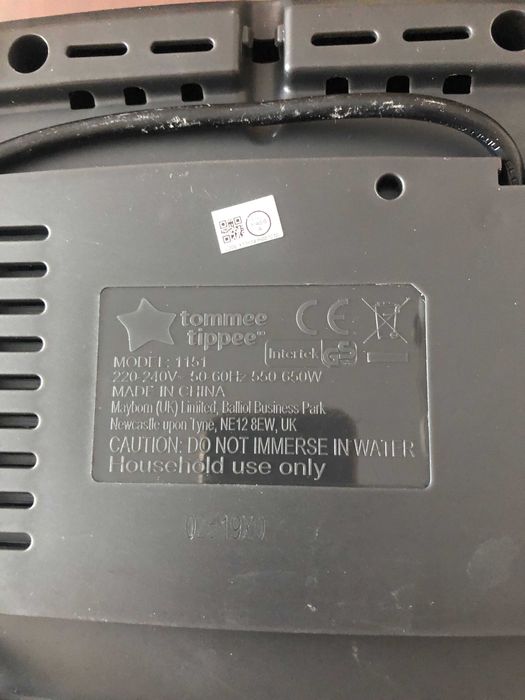 tommee
tippee®
CE
Intertek
MODEL: 1151
220-240V~ 50-60Hz 550-650W
MADE IN CHINA
Mayborn (UK) Limited, Balliol Business Park
Newcastle upon Tyne, NE12 8EW, UK
CAUTION: DO NOT IMMERSE IN WATER
Household use only